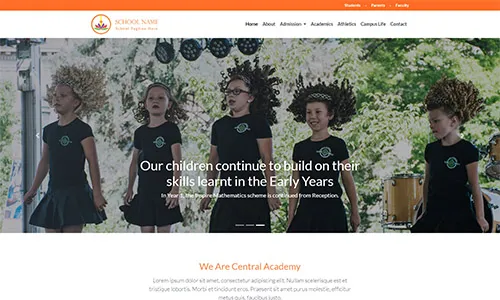 Students Parents Faculty
SCHOOL NAME
School Tagline Here
Home About Admission Academics Athletics Campus Life Contact
Our children continue to build on their
skills learnt in the Early Years
In Year 1, the Inspire Mathematics scheme is continued from Reception.
We Are Central Academy
Lorem ipsum dolor sit amet, consectetur adipiscing elit. Nullam scelerisque est et
tristique lobortis. Morbi et tincidunt eros. Praesent sit amet purus molestie, efficitur
metus quis, faucibus justo.